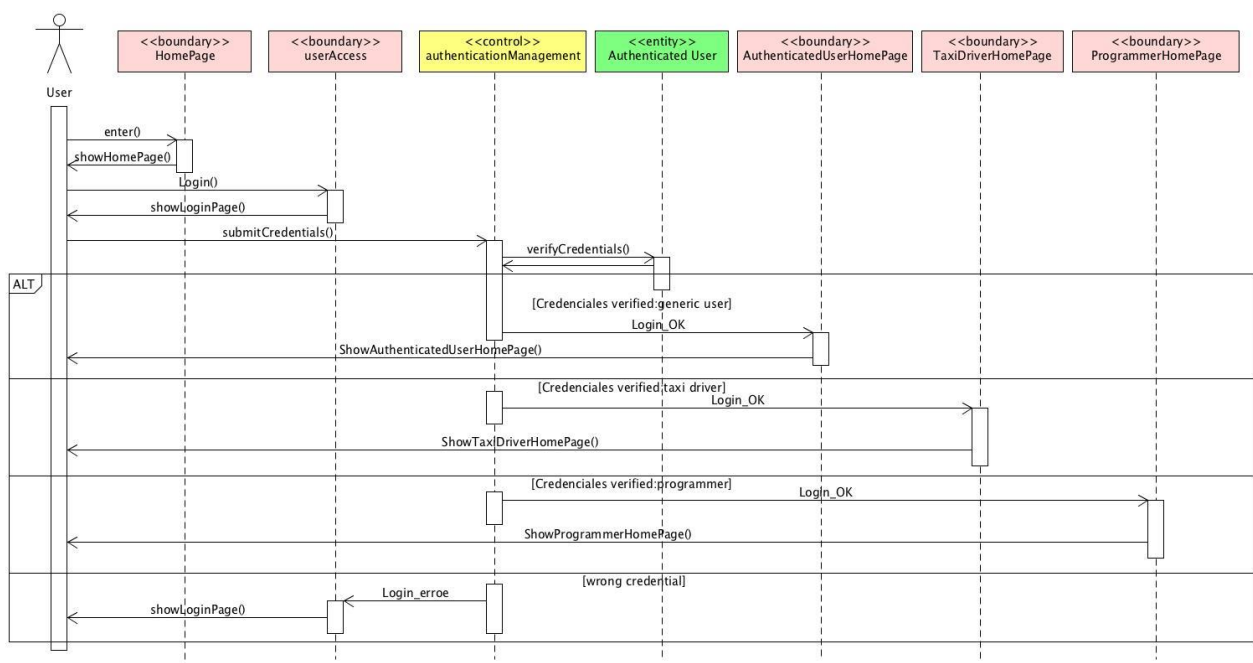 <<boundary>>
HomePage
<<boundary>>
userAccess
<<control>>
authenticationManagement
<<entity>>
Authenticated User
<<boundary>>
AuthenticatedUserHomePage
<<boundary>>
TaxiDriverHomePage
<<boundary>>
ProgrammerHomePage
User
enter()
showHomePage()
Login()
showLoginPage()
submitCredentials()
verifyCredentials()
ALT
[Credenciales verified:generic user]
Login_OK
ShowAuthenticatedUserHomePage()
[Credenciales verified:taxi driver]
Login_OK
ShowTaxiDriverHomePage()
[Credenciales verified:programmer]
Login_OK
ShowProgrammerHomePage()
[wrong credential]
Login_erroe
showLoginPage()